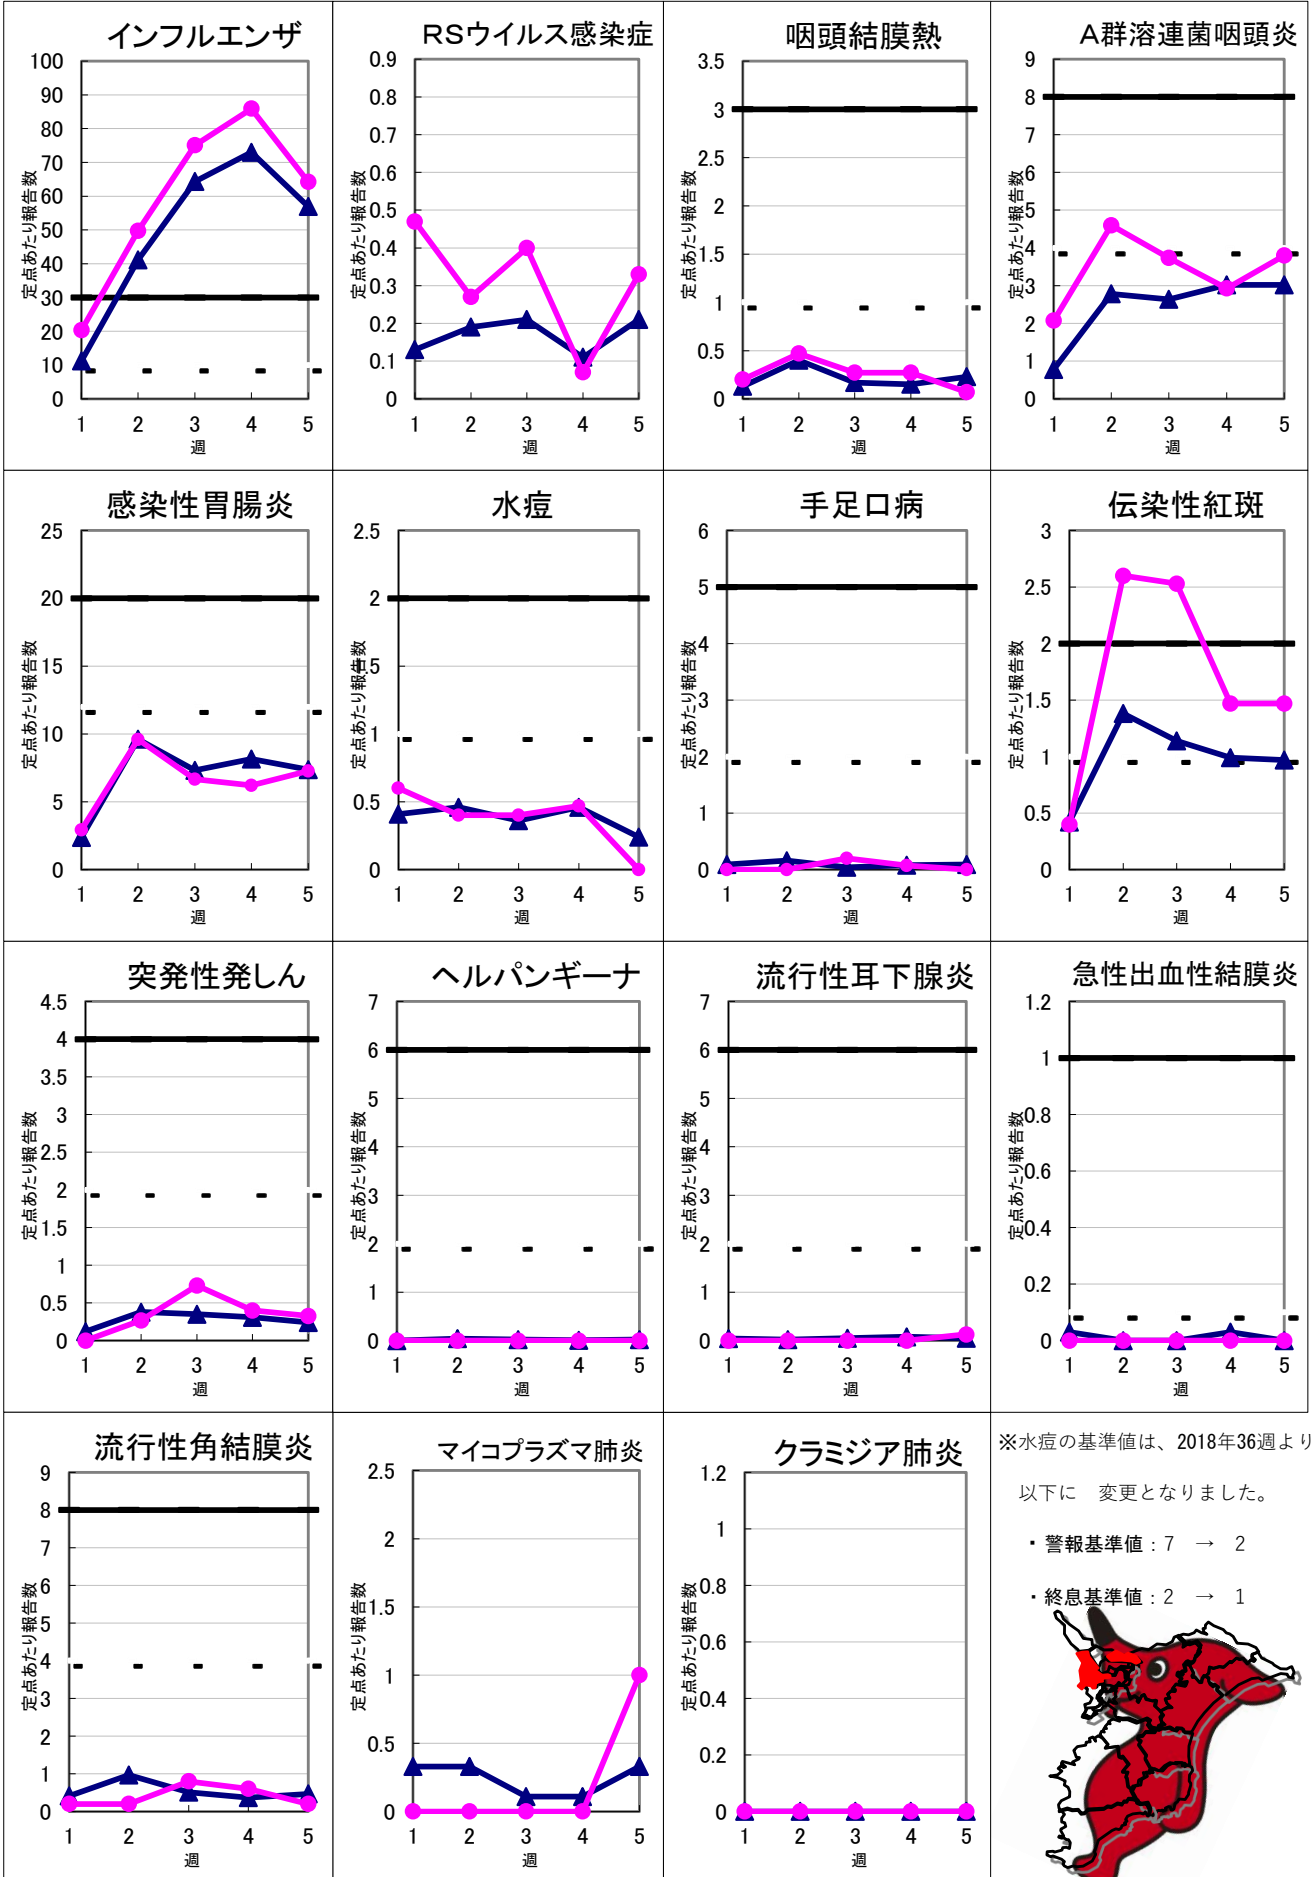 インフルエンザ
100
90
80
70
60
50
40
30
20
10
0
定点あたり報告数
1 2 3 4 5
週
RSウイルス感染症
0.9
0.8
0.7
0.6
0.5
0.4
0.3
0.2
0.1
0
定点あたり報告数
1 2 3 4 5
週
咽頭結膜熱
3.5
3
2.5
2
1.5
1
0.5
0
定点あたり報告数
1 2 3 4 5
週
A群溶連菌咽頭炎
9
8
7
6
5
4
3
2
1
0
定点あたり報告数
1 2 3 4 5
週
感染性胃腸炎
25
20
15
10
5
0
定点あたり報告数
1 2 3 4 5
週
水痘
2.5
2
1.5
1
0.5
0
定点あたり報告数
1 2 3 4 5
週
手足口病
6
5
4
3
2
1
0
定点あたり報告数
1 2 3 4 5
週
伝染性紅斑
3
2.5
2
1.5
1
0.5
0
定点あたり報告数
1 2 3 4 5
週
突発性発しん
4.5
4
3.5
3
2.5
2
1.5
1
0.5
0
定点あたり報告数
1 2 3 4 5
週
ヘルパンギーナ
7
6
5
4
3
2
1
0
定点あたり報告数
1 2 3 4 5
週
流行性耳下腺炎
7
6
5
4
3
2
1
0
定点あたり報告数
1 2 3 4 5
週
急性出血性結膜炎
1.2
1
0.8
0.6
0.4
0.2
0
定点あたり報告数
1 2 3 4 5
週
流行性角結膜炎
9
8
7
6
5
4
3
2
1
0
定点あたり報告数
1 2 3 4 5
週
マイコプラズマ肺炎
2.5
2
1.5
1
0.5
0
定点あたり報告数
1 2 3 4 5
週
クラミジア肺炎
1.2
1
0.8
0.6
0.4
0.2
0
定点あたり報告数
1 2 3 4 5
週
※水痘の基準値は、2018年36週より
以下に 変更となりました。
・警報基準値：7 → 2
・終息基準値：2 → 1